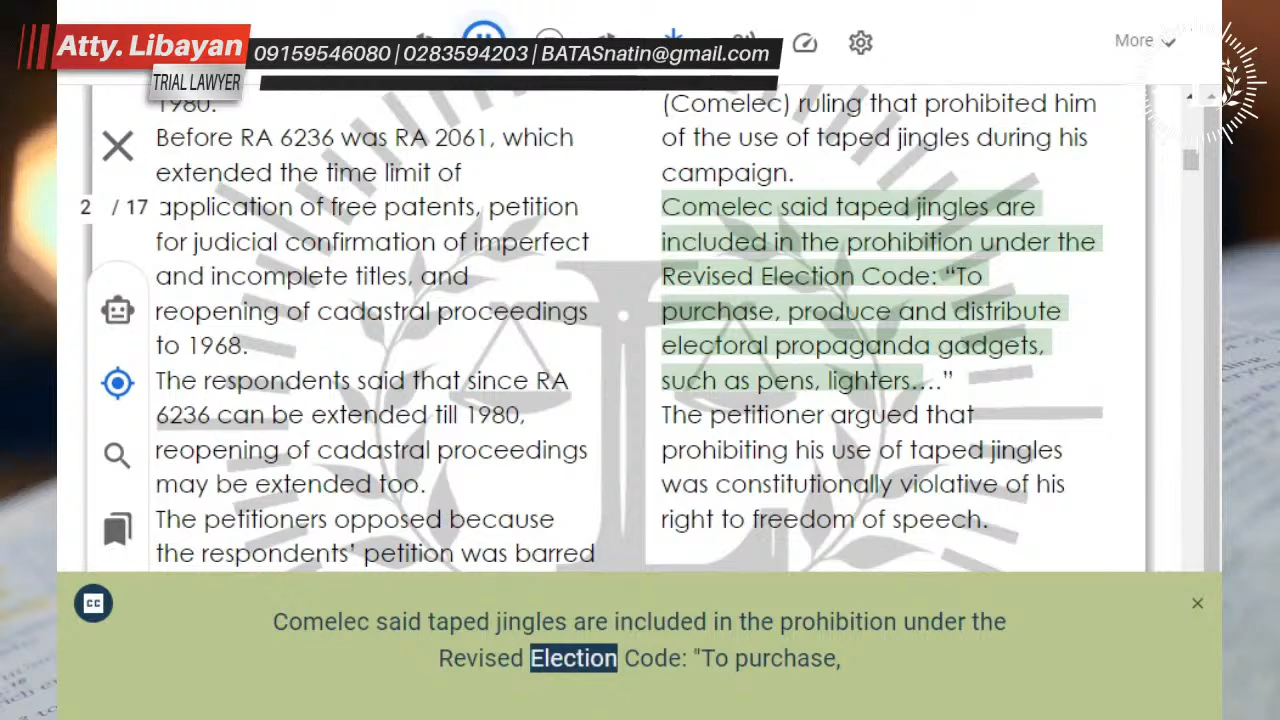 Atty. Libayan
TRIAL LAWYER
09159546080 | 0283594203 | BATASnatin@gmail.com
More
2 / 17
1980.
Before RA 6236 was RA 2061, which
extended the time limit of
application of free patents, petition
for judicial confirmation of imperfect
and incomplete titles, and
reopening of cadastral proceedings
to 1968.
The respondents said that since RA
6236 can be extended till 1980,
reopening of cadastral proceedings
may be extended too.
The petitioners opposed because
the respondents’ petition was barred
(Comelec) ruling that prohibited him
of the use of taped jingles during his
campaign.
Comelec said taped jingles are
included in the prohibition under the
Revised Election Code: “To
purchase, produce and distribute
electoral propaganda gadgets,
such as pens, lighters….”
The petitioner argued that
prohibiting his use of taped jingles
was constitutionally violative of his
right to freedom of speech.
CC
Comelec said taped jingles are included in the prohibition under the
Revised Election Code: "To purchase,